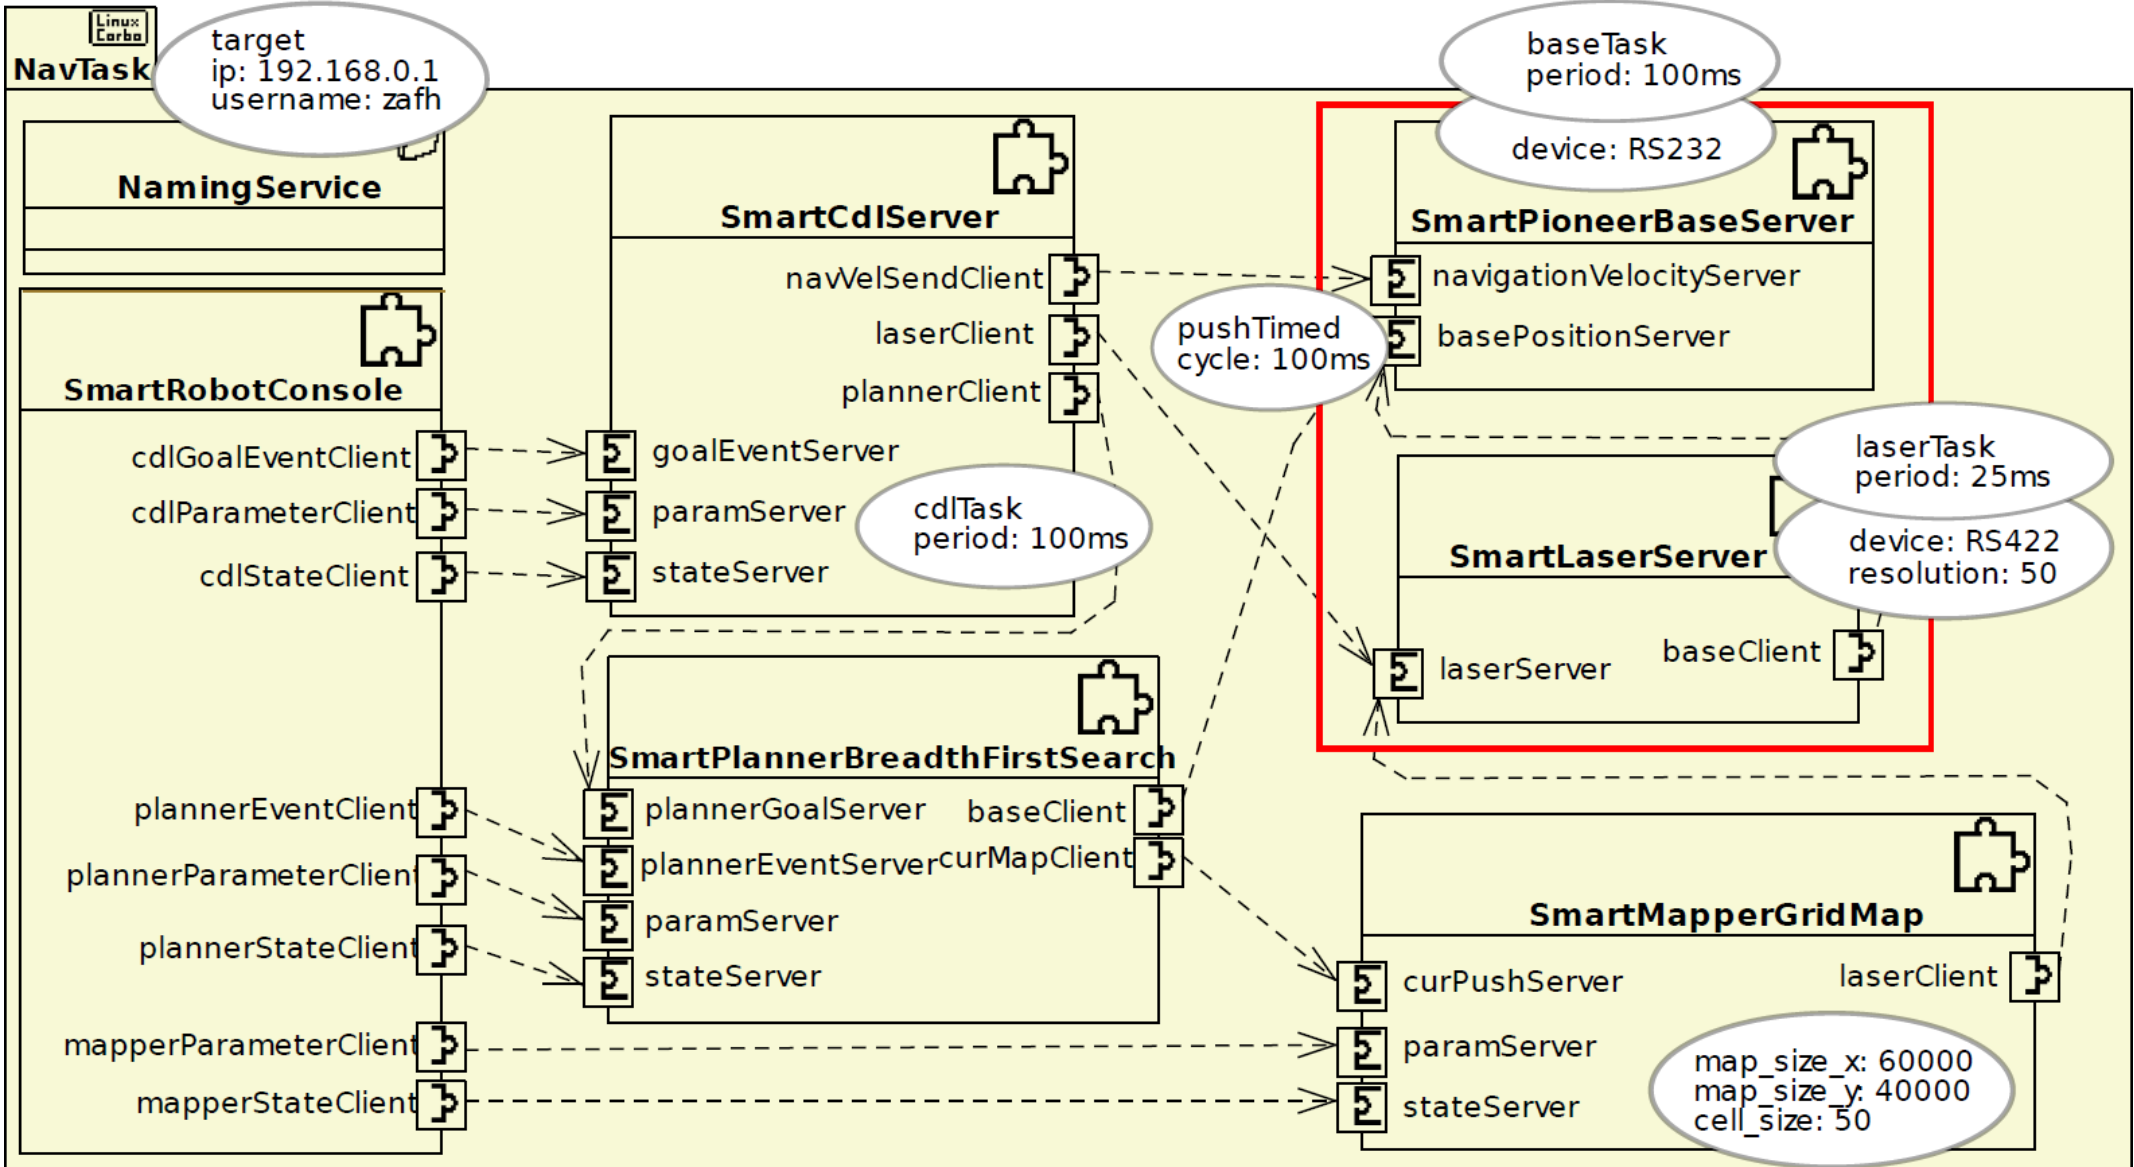 Linux
Corba
NavTask
target
ip: 192.168.0.1
username: zafh
NamingService
SmartRobotConsole
cdlGoalEventClient
cdlParameterClient
cdlStateClient
plannerEventClient
plannerParameterClient
plannerStateClient
mapperParameterClient
mapperStateClient
SmartCdlServer
navVelSendClient
laserClient
plannerClient
goalEventServer
paramServer
stateServer
cdlTask
period: 100ms
SmartPlannerBreadthFirstSearch
plannerGoalServer
plannerEventServer
paramServer
stateServer
baseClient
curMapClient
pushTimed
cycle: 100ms
baseTask
period: 100ms
device: RS232
SmartPioneerBaseServer
navigationVelocityServer
basePositionServer
laserTask
period: 25ms
device: RS422
resolution: 50
SmartLaserServer
baseClient
laserServer
SmartMapperGridMap
curPushServer
paramServer
stateServer
laserClient
map_size_x: 60000
map_size_y: 40000
cell_size: 50